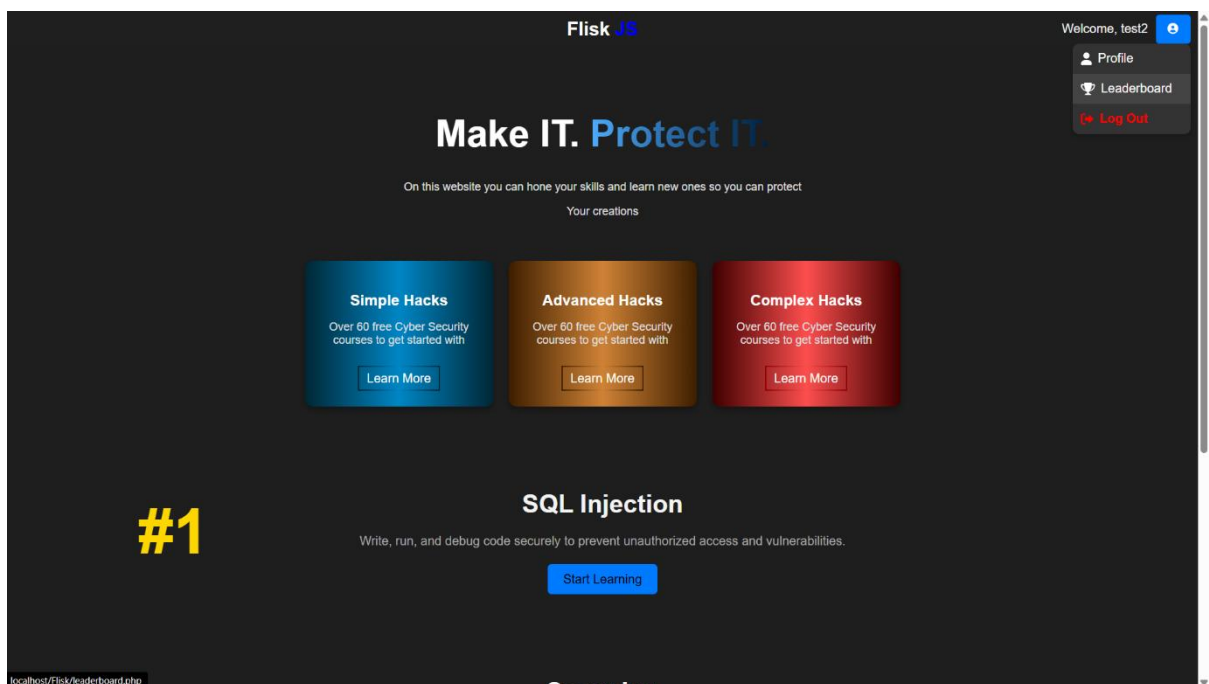 Flisk JS
Welcome, test2
Profile
Leaderboard
Log Out
Make IT. Protect IT.
On this website you can hone your skills and learn new ones so you can protect
Your creations
Simple Hacks
Over 60 free Cyber Security
courses to get started with
Learn More
Advanced Hacks
Over 60 free Cyber Security
courses to get started with
Learn More
Complex Hacks
Over 60 free Cyber Security
courses to get started with
Learn More
#1
SQL Injection
Write, run, and debug code securely to prevent unauthorized access and vulnerabilities.
Start Learning
localhost/Flisk/leaderboard.php